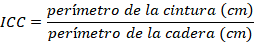 ICC = perímetro de la cintura (cm)
perímetro de la cadera (cm)